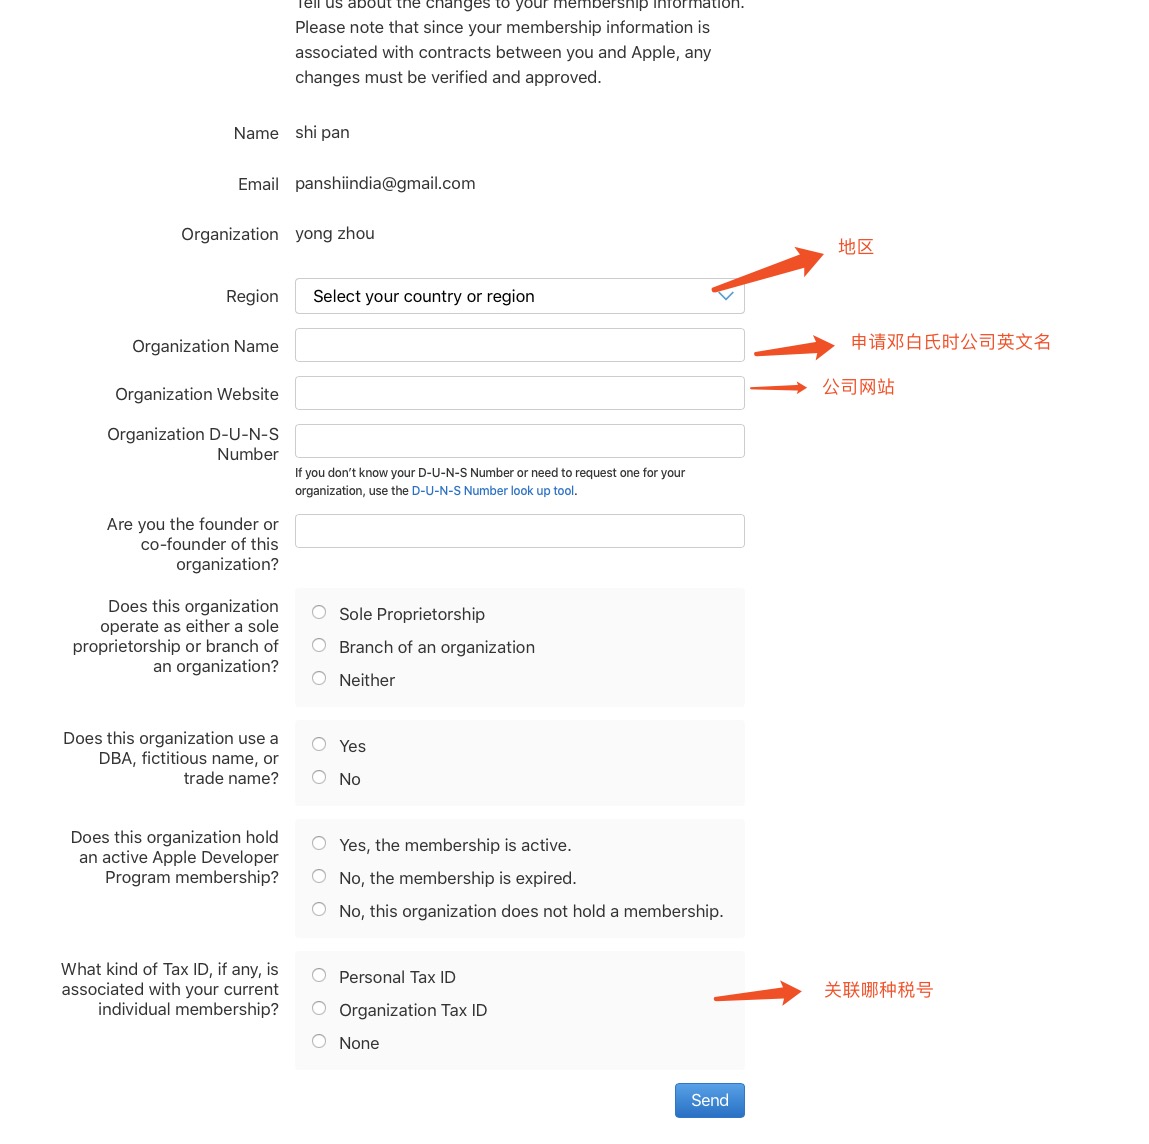 Tell us about the changes to your membership information.
Please note that since your membership information is
associated with contracts between you and Apple, any
changes must be verified and approved.
Name shi pan
Email panshiindia@gmail.com
Organization yong zhou
地区
Region Select your country or region
Organization Name
申请邓白氏时公司英文名
Organization Website
公司网站
Organization D-U-N-S
Number
If you don't know your D-U-N-S Number or need to request one for your
organization, use the D-U-N-S Number look up tool.
Are you the founder or
co-founder of this
organization?
Does this organization
operate as either a sole
proprietorship or branch of
an organization?
Sole Proprietorship
Branch of an organization
Neither
Does this organization use a
DBA, fictitious name, or
trade name?
Yes
No
Does this organization hold
an active Apple Developer
Program membership?
Yes, the membership is active.
No, the membership is expired.
No, this organization does not hold a membership.
What kind of Tax ID, if any, is
associated with your current
individual membership?
Personal Tax ID
Organization Tax ID
None
关联哪种税号
Send